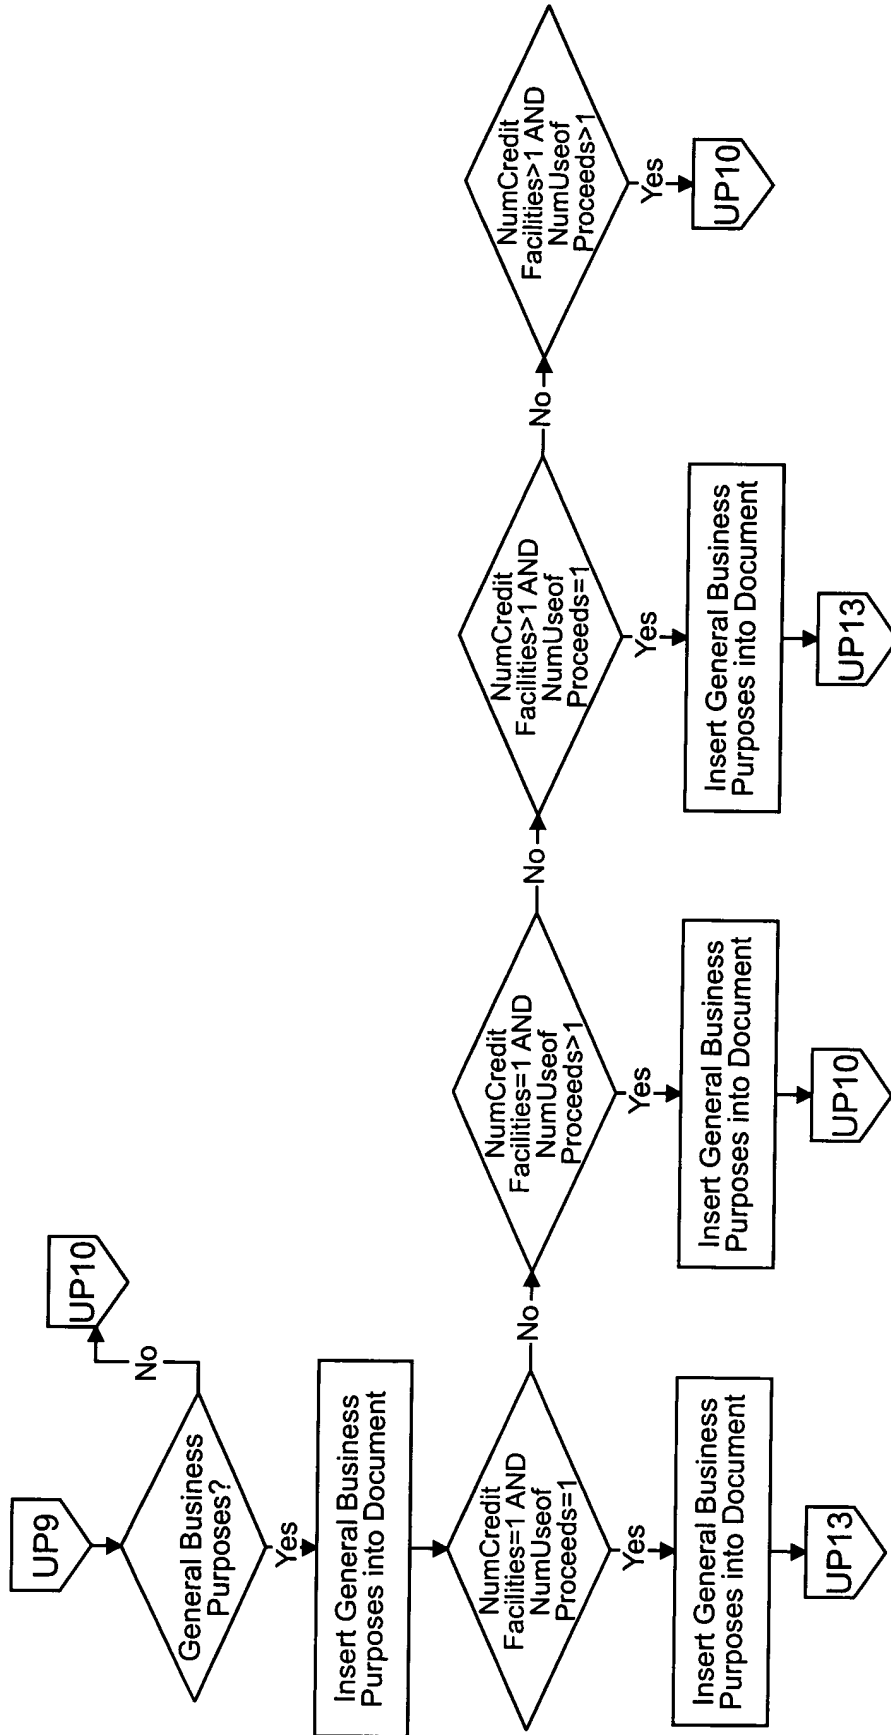 UP9
General Business
Purposes?
No
UP10
Yes
Insert General Business
Purposes into Document
NumCredit
Facilities=1 AND
NumUseof
Proceeds=1
Yes
Insert General Business
Purposes into Document
UP13
No
NumCredit
Facilities=1 AND
NumUseof
Proceeds>1
Yes
Insert General Business
Purposes into Document
UP10
No
NumCredit
Facilities>1 AND
NumUseof
Proceeds=1
Yes
Insert General Business
Purposes into Document
UP13
No
NumCredit
Facilities>1 AND
NumUseof
Proceeds>1
Yes
UP10